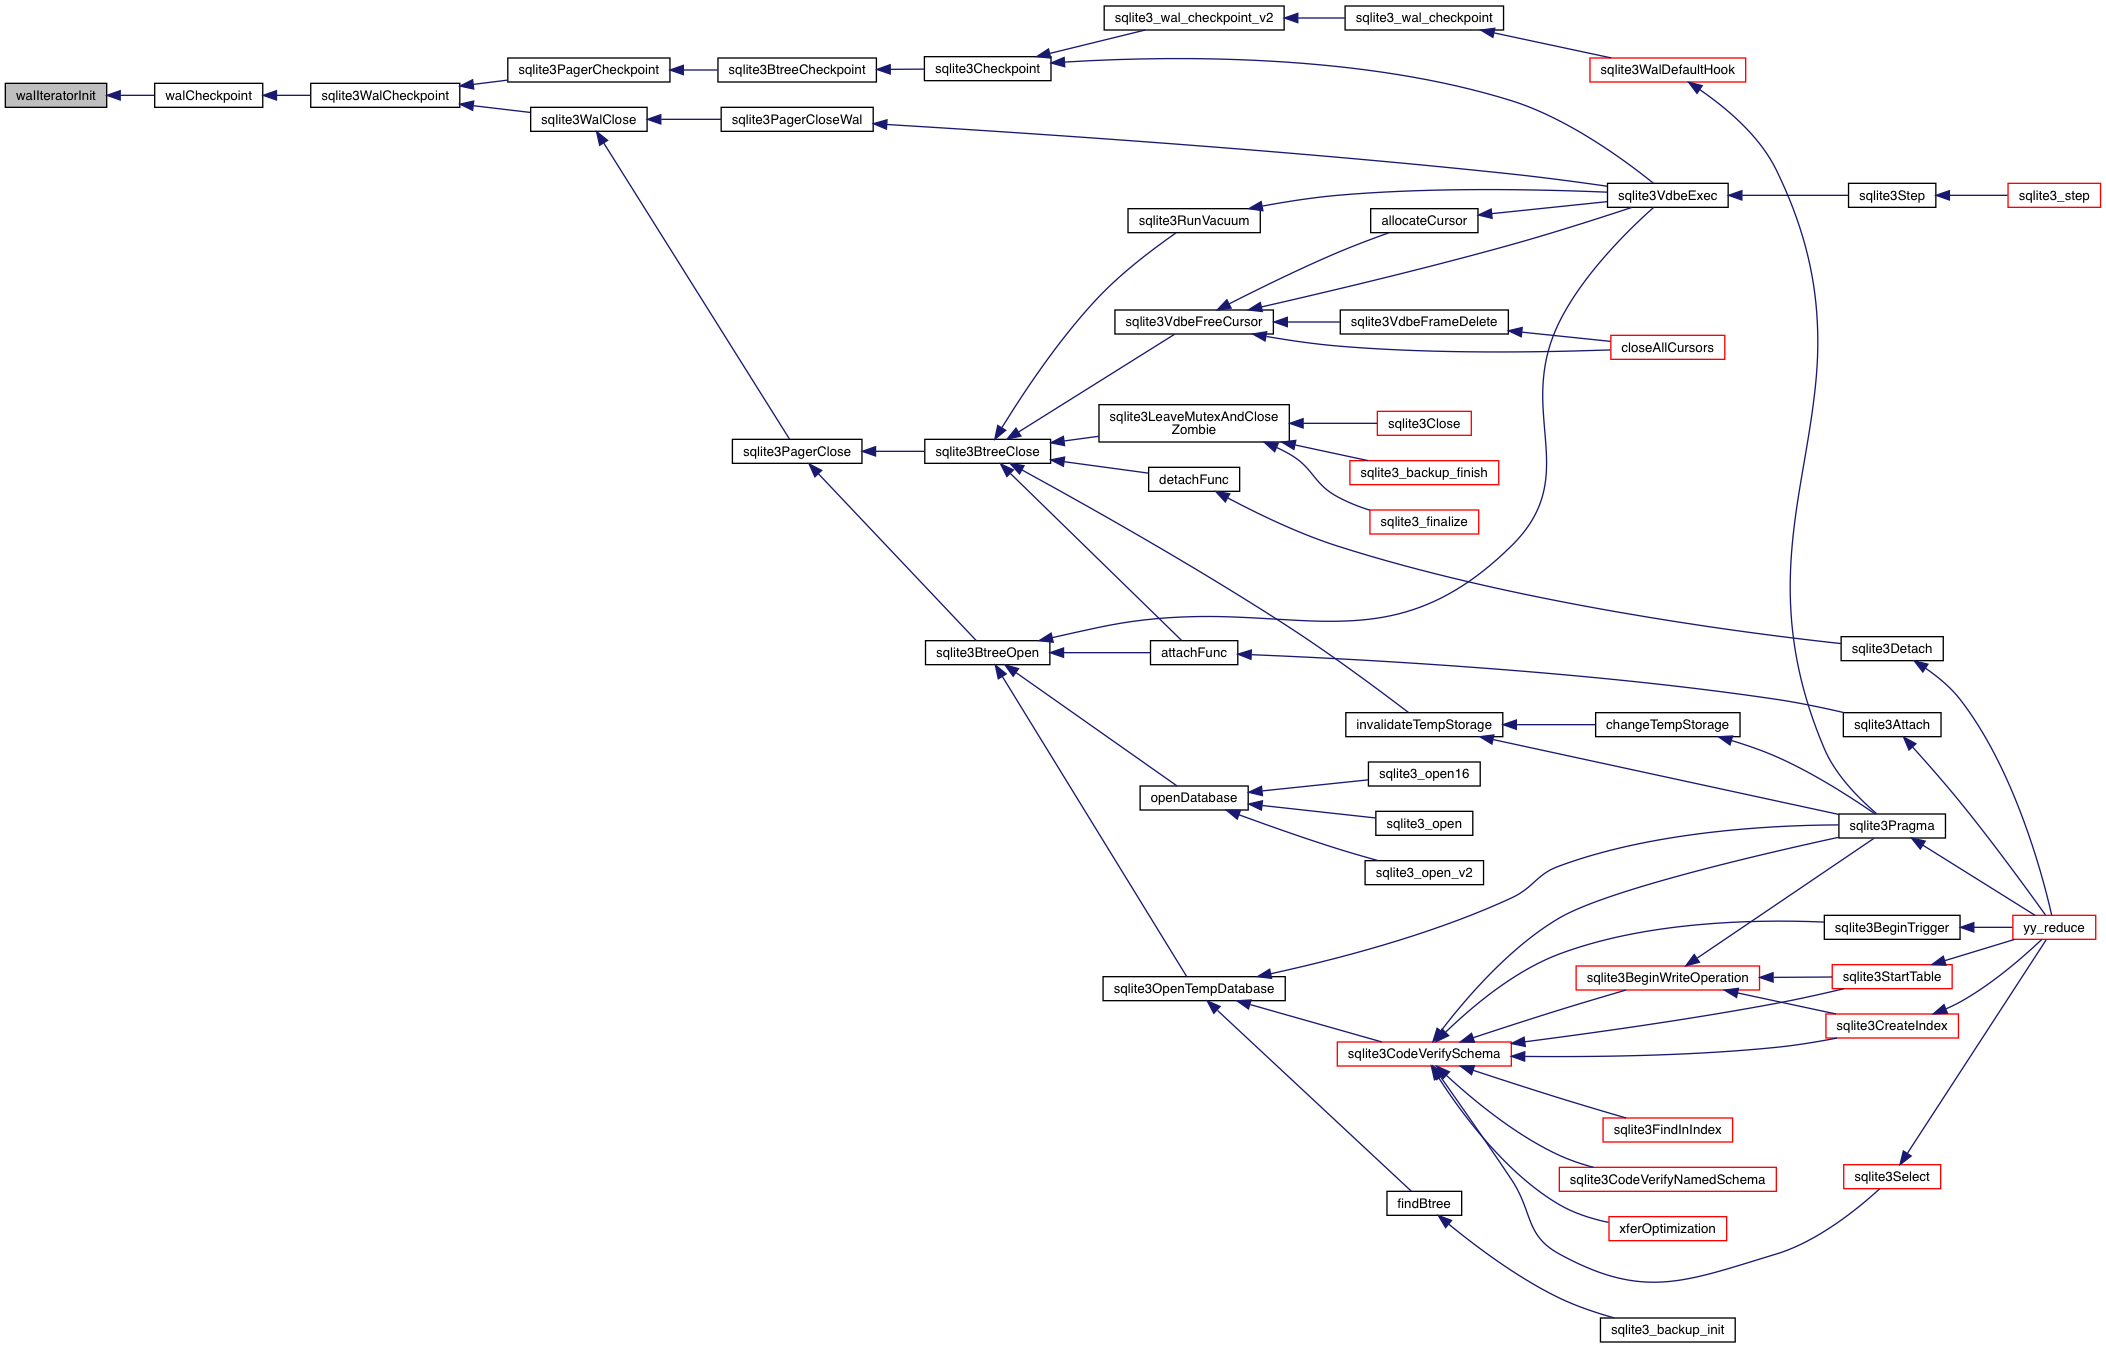 sqlite3_wal_checkpoint_v2
sqlite3_wal_checkpoint
sqlite3PagerCheckpoint
sqlite3BtreeCheckpoint
sqlite3Checkpoint
sqlite3WalDefaultHook
walIteratorInit
walCheckpoint
sqlite3WalCheckpoint
sqlite3WalClose
sqlite3PagerCloseWal
sqlite3VdbeExec
sqlite3Step
sqlite3_step
sqlite3RunVacuum
allocateCursor
sqlite3VdbeFreeCursor
sqlite3VdbeFrameDelete
closeAllCursors
sqlite3LeaveMutexAndClose
Zombie
sqlite3Close
sqlite3PagerClose
sqlite3BtreeClose
sqlite3_backup_finish
detachFunc
sqlite3_finalize
sqlite3BtreeOpen
attachFunc
sqlite3Detach
invalidateTempStorage
changeTempStorage
sqlite3Attach
sqlite3_open16
openDatabase
sqlite3_open
sqlite3Pragma
sqlite3_open_v2
sqlite3BeginTrigger
yy_reduce
sqlite3BeginWriteOperation
sqlite3StartTable
sqlite3OpenTempDatabase
sqlite3CreateIndex
sqlite3CodeVerifySchema
sqlite3FindInIndex
sqlite3CodeVerifyNamedSchema
sqlite3Select
findBtree
xferOptimization
sqlite3_backup_init